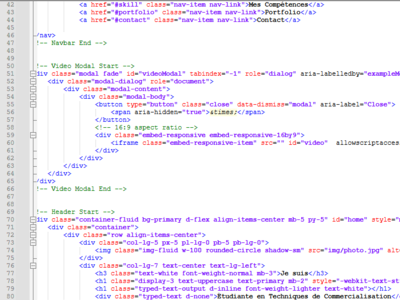 42 <a href="#skill" class="nav-item nav-link">Mes Compétences</a>
43 <a href="#portfolio" class="nav-item nav-link">Portfolio</a>
44 <a href="#contact" class="nav-item nav-link">Contact</a>
45
46 </nav>
47 !-- Navbar End -->
48
49
50 !-- Video Modal Start -->
51 div class="modal fade" id="videoModal" tabindex="-1" role="dialog" aria-labelledby="exampleM
52 <div class="modal-dialog" role="document">
53 <div class="modal-content">
54 <div class="modal-body">
55 <button type="button" class="close" data-dismiss="modal" aria-label="Close">
56 <span aria-hidden="true">&times;</span>
57 </button>
58 <!-- 16:9 aspect ratio -->
59 <div class="embed-responsive embed-responsive-16by9">
60 <iframe class="embed-responsive-item" src="" id="video" allowscriptacces
61 </div>
62 </div>
63 </div>
64 </div>
65 /div>
66 !-- Video Modal End -->
67
68
69 !-- Header Start -->
70 div class="container-fluid bg-primary d-flex align-items-center mb-5 py-5" id="home" style="
71 <div class="container">
72 <div class="row align-items-center">
73 <div class="col-lg-5 px-5 pl-lg-0 pb-5 pb-lg-0">
74 <img class="img-fluid w-100 rounded-circle shadow-sm" src="img/photo.jpg" alt
75 </div>
76 <div class="col-lg-7 text-center text-lg-left">
77 <h3 class="text-white font-weight-normal mb-3">Je suis</h3>
78 <h1 class="display-3 text-uppercase text-primary mb-2" style="-webkit-text-st
79 <h1 class="typed-text-output d-inline font-weight-lighter text-white"></h1>
80 <div class="typed-text d-none">Étudiante en Techniques de Commercialisation</